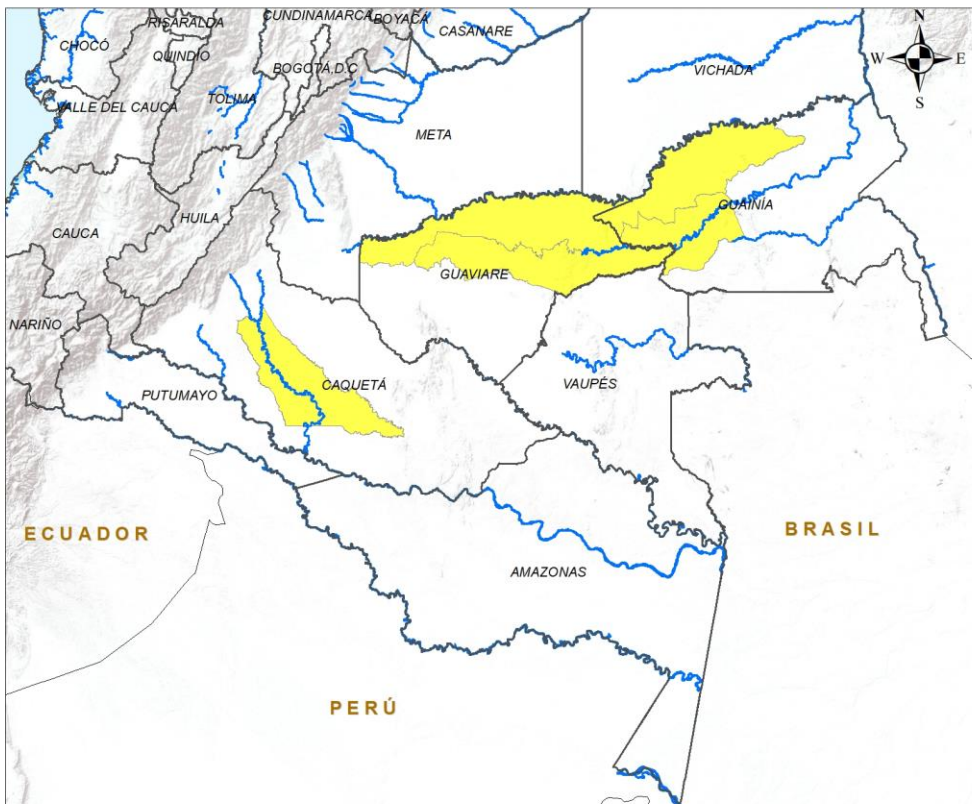 CUNDINAMARCA
BOYACÁ
RISARALDA
CASANARE
N
CHOCÓ
QUINDIO
BOGOTÁ,D.C
W
E
VICHADA
TOLIMA
S
VALLE DEL CAUCA
META
GUAINÍA
HUILA
CAUCA
GUAVIARE
NARIÑO
CAQUETÁ
VAUPÉS
PUTUMAYO
ECUADOR
BRASIL
AMAZONAS
PERÚ